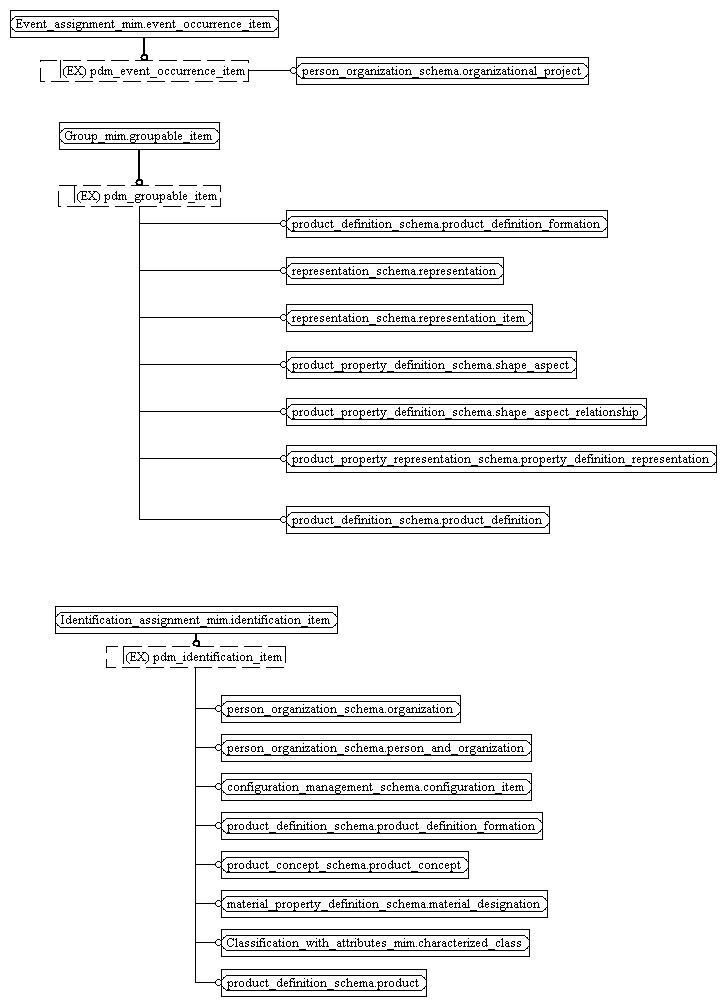 Event_assignment_mim.event_occurrence_item
(EX) pdm_event_occurrence_item
person_organization_schema.organizational_project
Group_mim.groupable_item
(EX) pdm_groupable_item
product_definition_schema.product_definition_formation
representation_schema.representation
representation_schema.representation_item
product_property_definition_schema.shape_aspect
product_property_definition_schema.shape_aspect_relationship
product_property_representation_schema.property_definition_representation
product_definition_schema.product_definition
Identification_assignment_mim.identification_item
(EX) pdm_identification_item
person_organization_schema.organization
person_organization_schema.person_and_organization
configuration_management_schema.configuration_item
product_definition_schema.product_definition_formation
product_concept_schema.product_concept
material_property_definition_schema.material_designation
Classification_with_attributes_mim.characterized_class
product_definition_schema.product